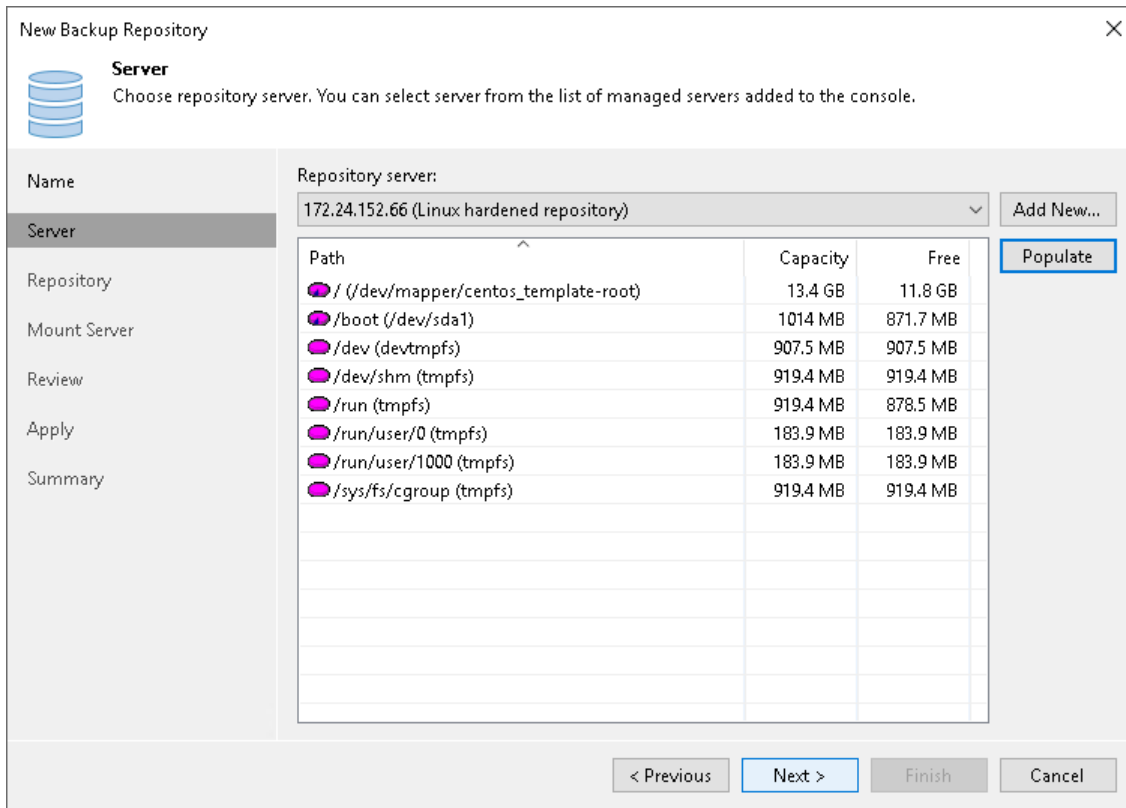 New Backup Repository
Server
Choose repository server. You can select server from the list of managed servers added to the console.
Name
Server
Repository
Mount Server
Review
Apply
Summary
Repository server:
172.24.152.66 (Linux hardened repository)
Add New...
Populate
Path Capacity Free
/ (/dev/mapper/centos_template-root) 13.4 GB 11.8 GB
/boot (/dev/sda1) 1014 MB 871.7 MB
/dev (devtmpfs) 907.5 MB 907.5 MB
/dev/shm (tmpfs) 919.4 MB 919.4 MB
/run (tmpfs) 919.4 MB 878.5 MB
/run/user/0 (tmpfs) 183.9 MB 183.9 MB
/run/user/1000 (tmpfs) 183.9 MB 183.9 MB
/sys/fs/cgroup (tmpfs) 919.4 MB 919.4 MB
< Previous Next > Finish Cancel